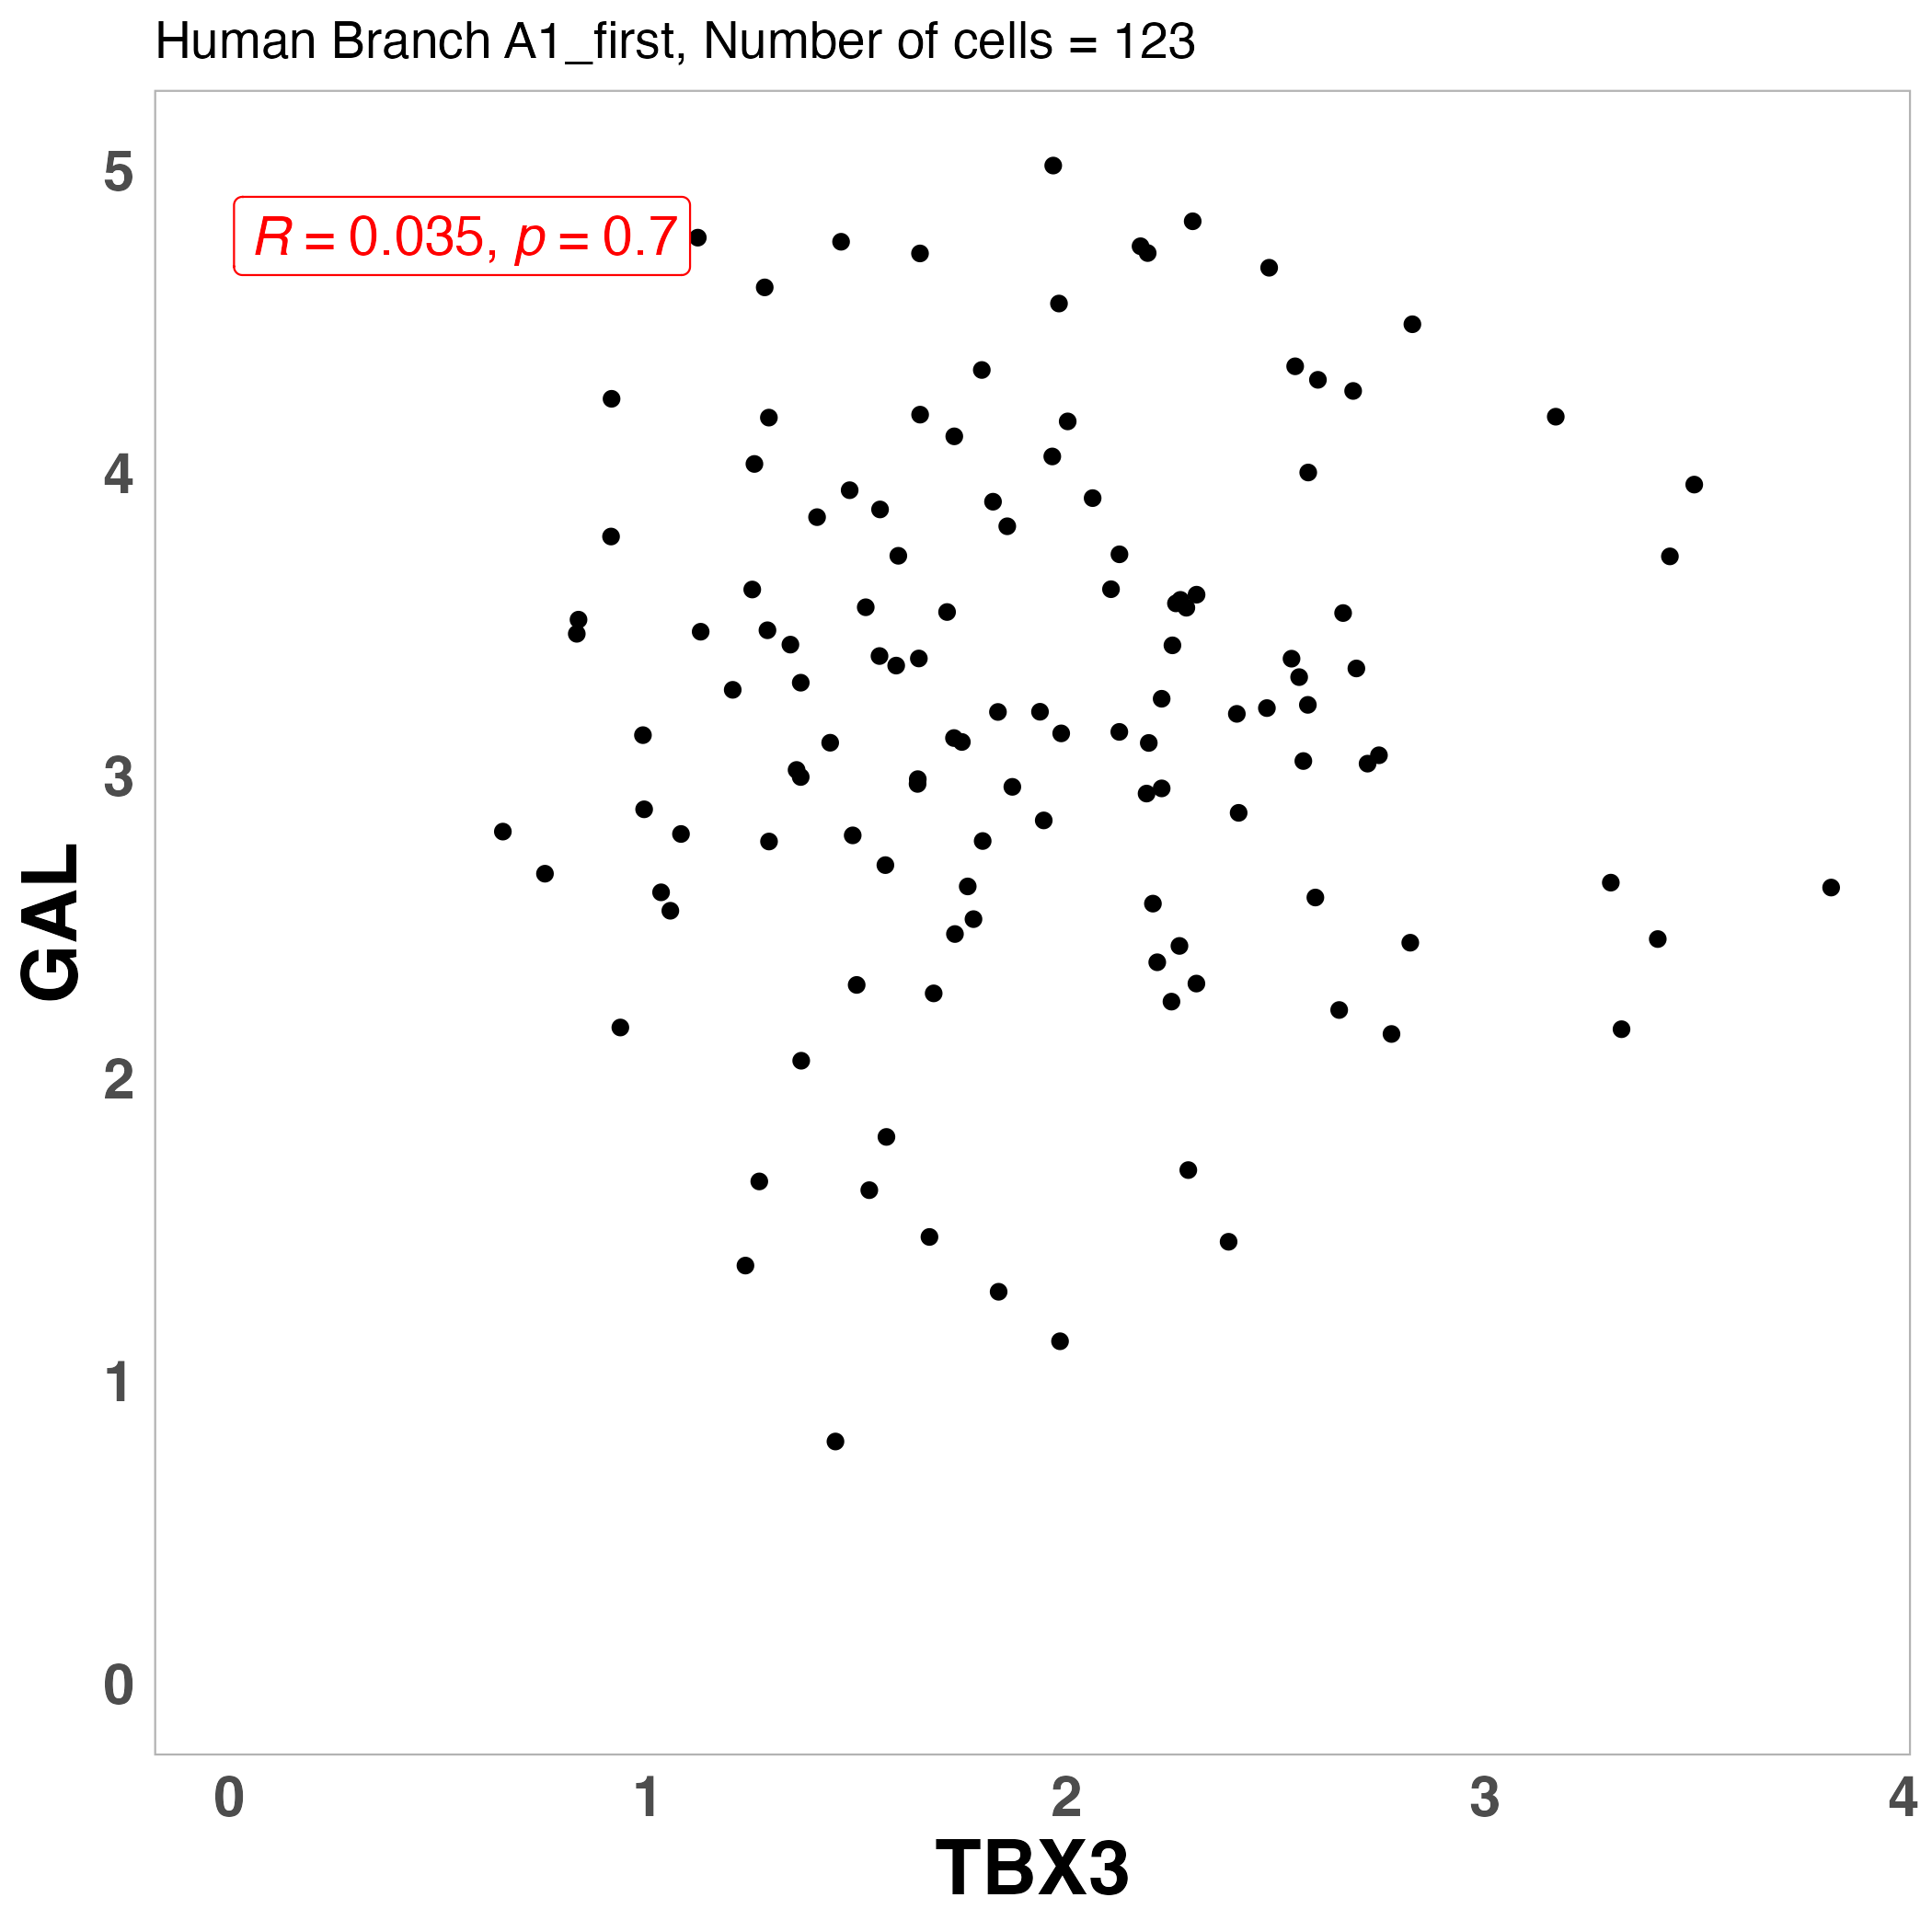 Human Branch A1_first, Number of cells = 123
R = 0.035, p = 0.7
5
4
3
2
1
0
GAL
0 1 2 3 4
TBX3